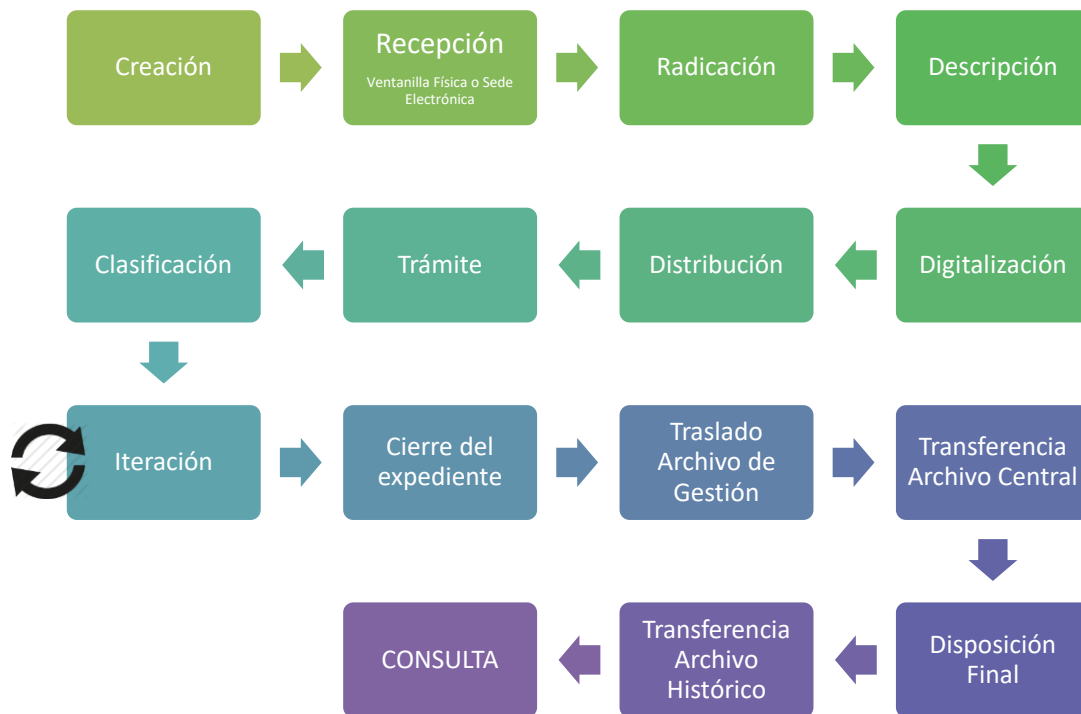 Creación
Recepción
Ventanilla Física o Sede
Electrónica
Radicación
Descripción
Digitalización
Distribución
Trámite
Clasificación
Iteración
Cierre del
expediente
Traslado
Archivo de
Gestión
Transferencia
Archivo Central
Disposición
Final
Transferencia
Archivo
Histórico
CONSULTA